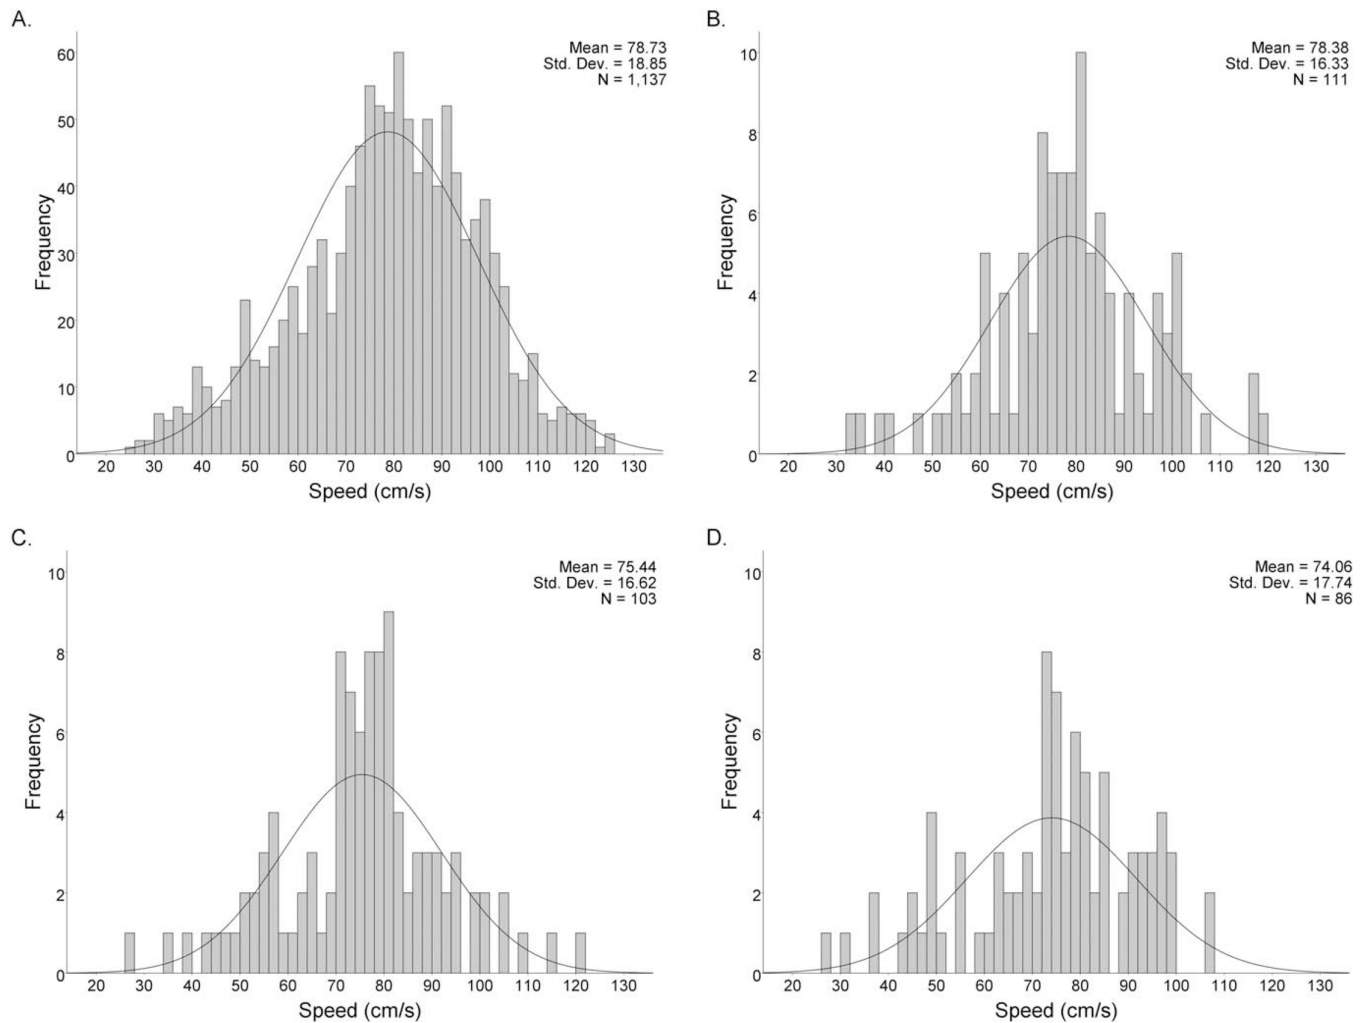 A.
Mean = 78.73
Std. Dev. = 18.85
N = 1,137
60
50
40
30
20
10
0
Frequency
20 30 40 50 60 70 80 90 100 110 120 130
Speed (cm/s)
B.
Mean = 78.38
Std. Dev. = 16.33
N = 111
10
8
6
4
2
0
Frequency
20 30 40 50 60 70 80 90 100 110 120 130
Speed (cm/s)
C.
Mean = 75.44
Std. Dev. = 16.62
N = 103
10
8
6
4
2
0
Frequency
20 30 40 50 60 70 80 90 100 110 120 130
Speed (cm/s)
D.
Mean = 74.06
Std. Dev. = 17.74
N = 86
10
8
6
4
2
0
Frequency
20 30 40 50 60 70 80 90 100 110 120 130
Speed (cm/s)